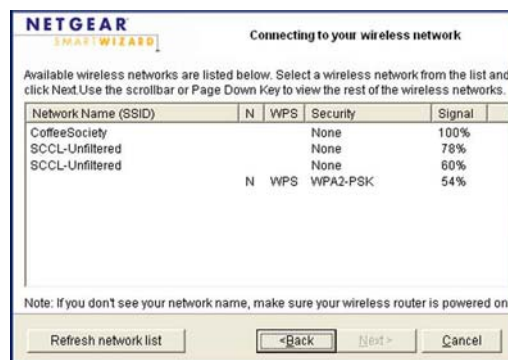 NETGEAR
SMARTWIZARD
Connecting to your wireless network
Available wireless networks are listed below. Select a wireless network from the list and
click Next.Use the scrollbar or Page Down Key to view the rest of the wireless networks.
Network Name (SSID) N WPS Security Signal
CoffeeSociety None 100%
SCCL-Unfiltered None 78%
SCCL-Unfiltered None 60%
N WPS WPA2-PSK 54%
Note: If you don't see your network name, make sure your wireless router is powered on
Refresh network list <Back Next> Cancel